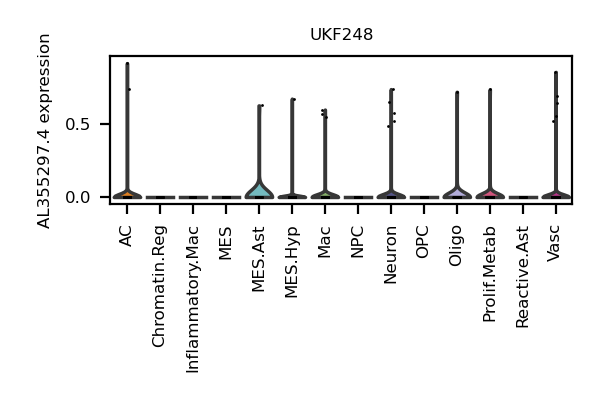 UKF248
AL355297.4 expression
0.5
0.0
AC
Chromatin.Reg
Inflammatory.Mac
MES
MES.Ast
MES.Hyp
Mac
NPC
Neuron
OPC
Oligo
Prolif.Metab
Reactive.Ast
Vasc